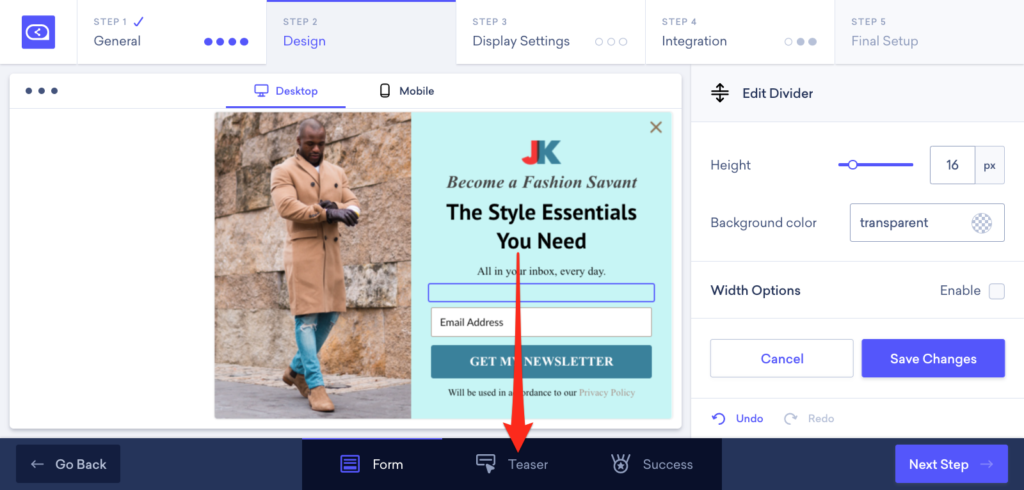 STEP 1
General
STEP 2
Design
STEP 3
Display Settings
STEP 4
Integration
STEP 5
Final Setup
Desktop
Mobile
JK
Become a Fashion Savant
The Style Essentials
You Need
All in your inbox, every day.
Email Address
GET MY NEWSLETTER
Will be used in accordance to our Privacy Policy
Edit Divider
Height
16
px
Background color
transparent
Width Options
Enable
Cancel
Save Changes
Undo
Redo
Go Back
Form
Teaser
Success
Next Step